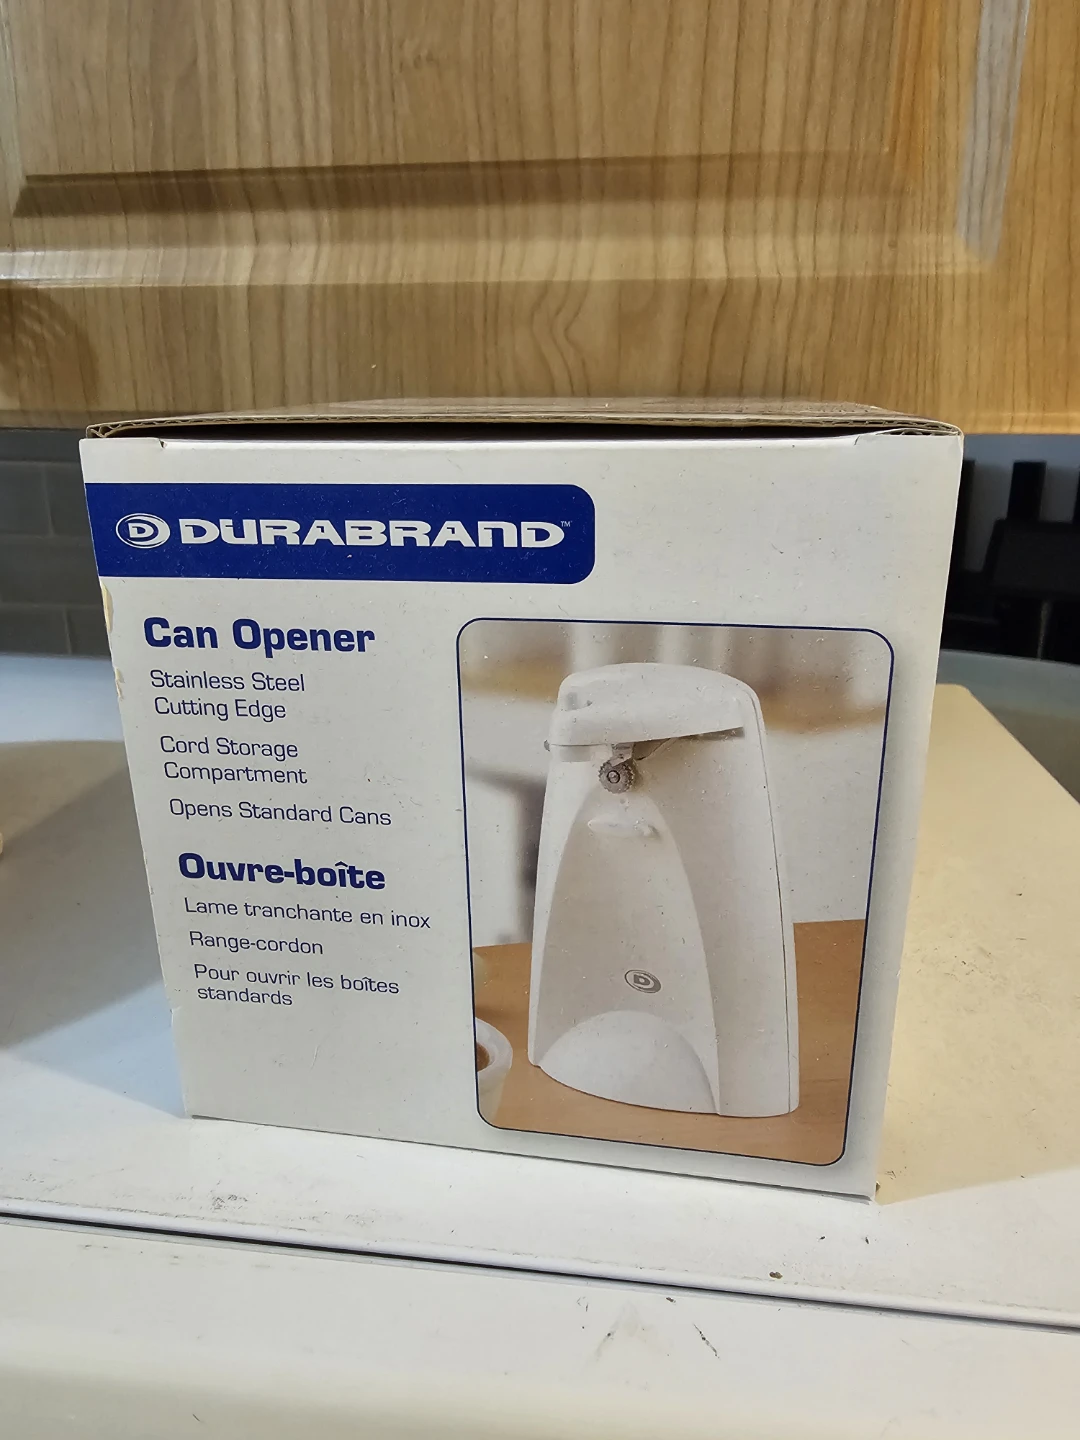 D DURABRAND™
Can Opener
Stainless Steel
Cutting Edge
Cord Storage
Compartment
Opens Standard Cans
Ouvre-boîte
Lame tranchante en inox
Range-cordon
Pour ouvrir les boîtes
standards
D